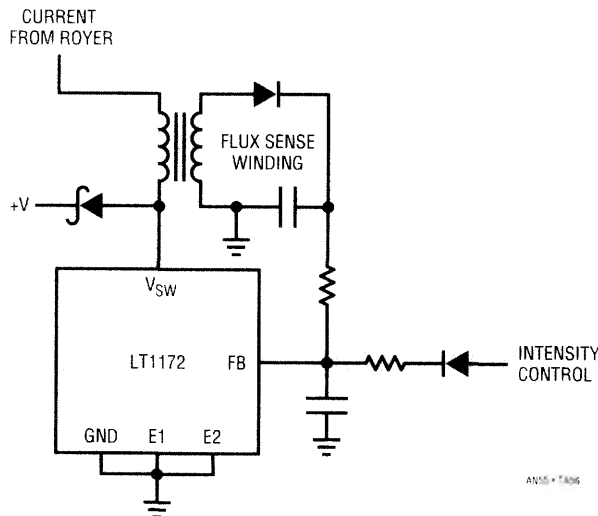 CURRENT
FROM ROYER
FLUX SENSE
WINDING
+V
VSW
LT1172
FB
INTENSITY
CONTROL
GND
E1
E2